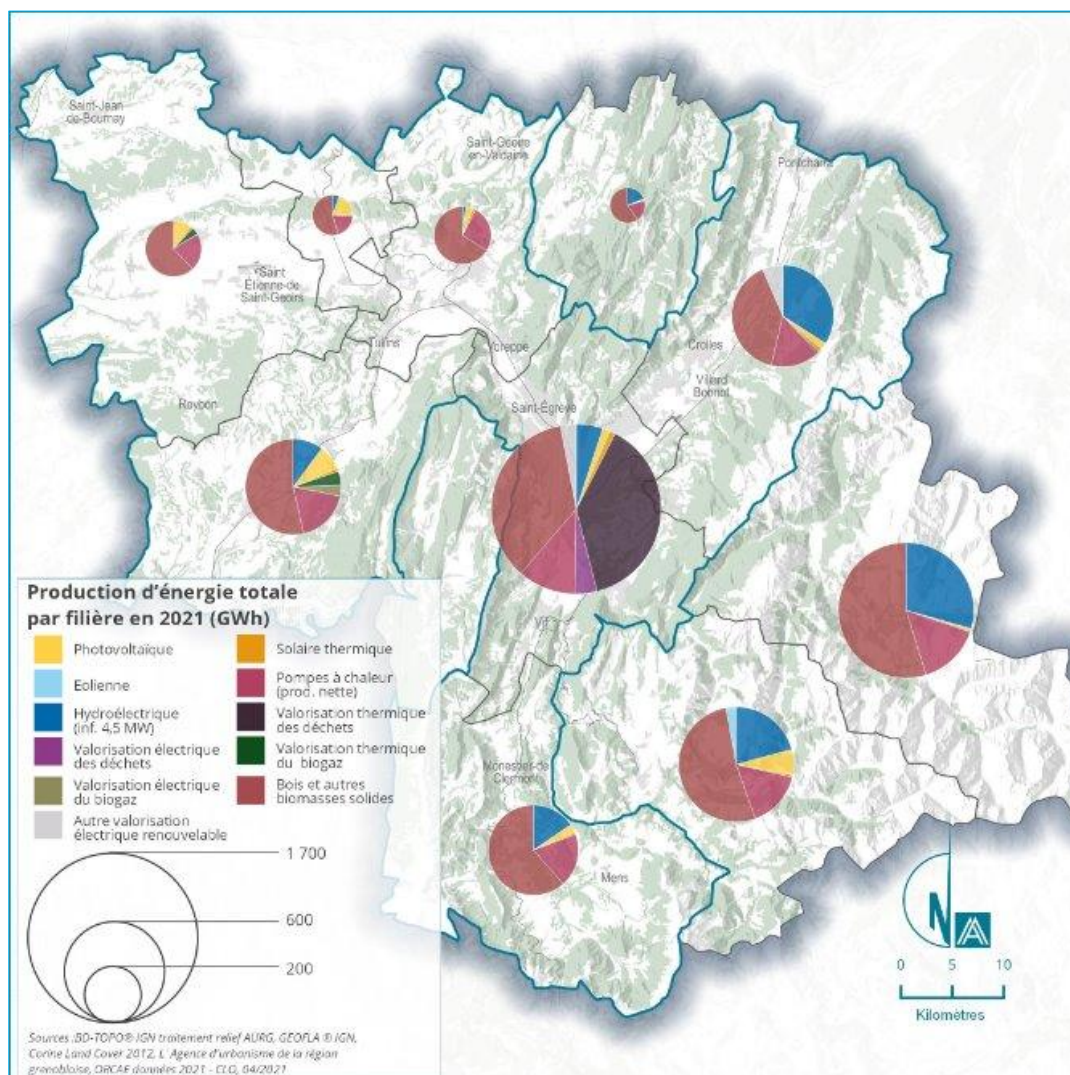 Saint-Jean
de-Bournay
Saint-Geoire
en-Valdaine
Pontcharra
Saint
Étienne-de
Saint-Geoirs
Tullins
Voreppe
Crolles
Villard
Bonnot
Roybon
Saint-Égrève
Vif
Monestier-de
Clermont
Mens
Production d'énergie totale
par filière en 2021 (GWh)
Photovoltaïque
Solaire thermique
Eolienne
Pompes à chaleur
(prod. nette)
Hydroélectrique
(inf. 4,5 MW)
Valorisation thermique
des déchets
Valorisation électrique
des déchets
Valorisation thermique
du biogaz
Valorisation électrique
du biogaz
Bois et autres
biomasses solides
Autre valorisation
électrique renouvelable
1 700
600
200
Sources :BD-TOPO® IGN traitement relief AURG, GEOFLA ® IGN,
Corine Land Cover 2012, L' Agence d'urbanisme de la région
grenobloise, ORCAE données 2021 - CLQ, 04/2021
N
0 5 10
Kilomètres